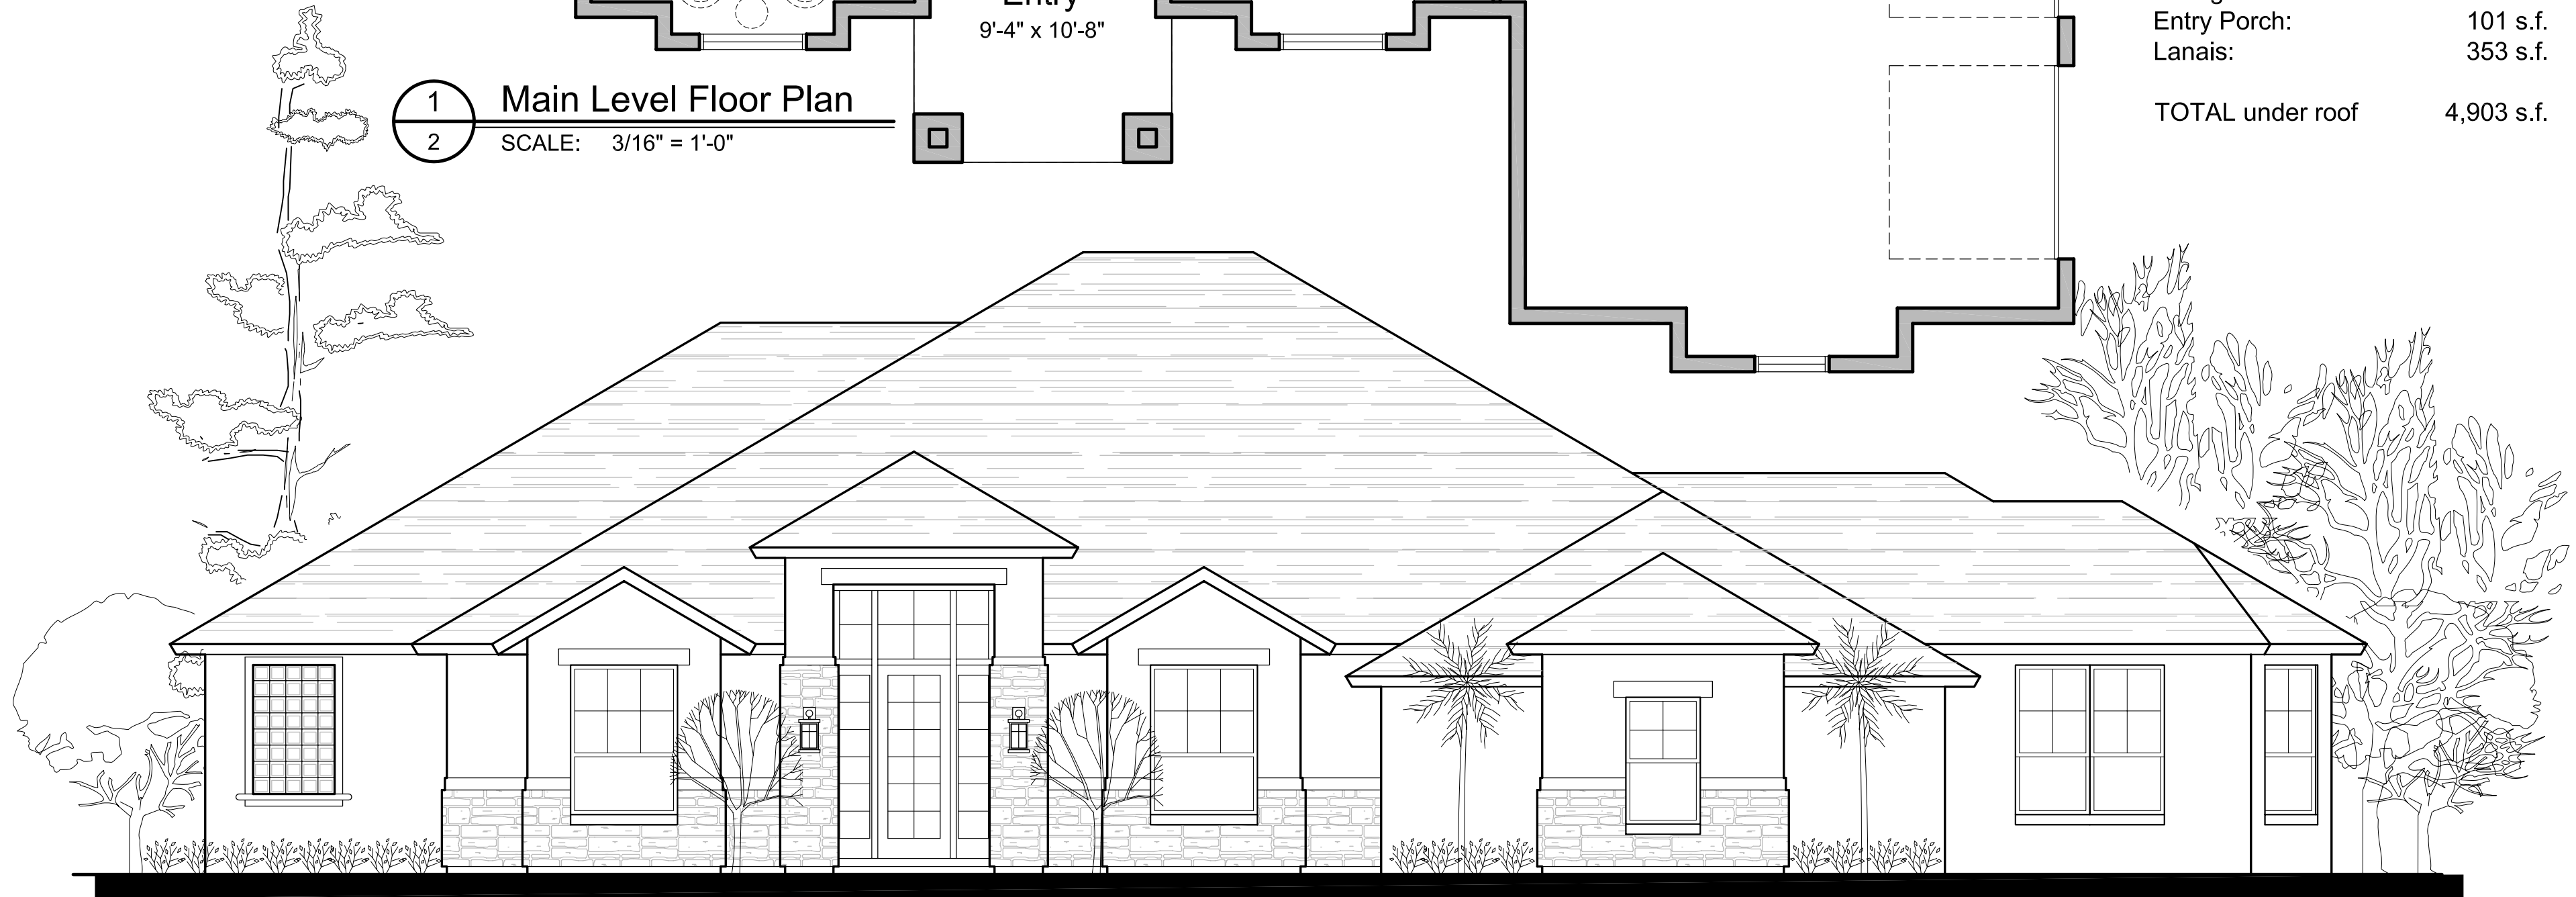 Entry
9'-4" x 10'-8"
Entry Porch: 101 s.f.
Lanais: 353 s.f.
TOTAL under roof 4,903 s.f.
1
2
Main Level Floor Plan
SCALE: 3/16" = 1'-0"